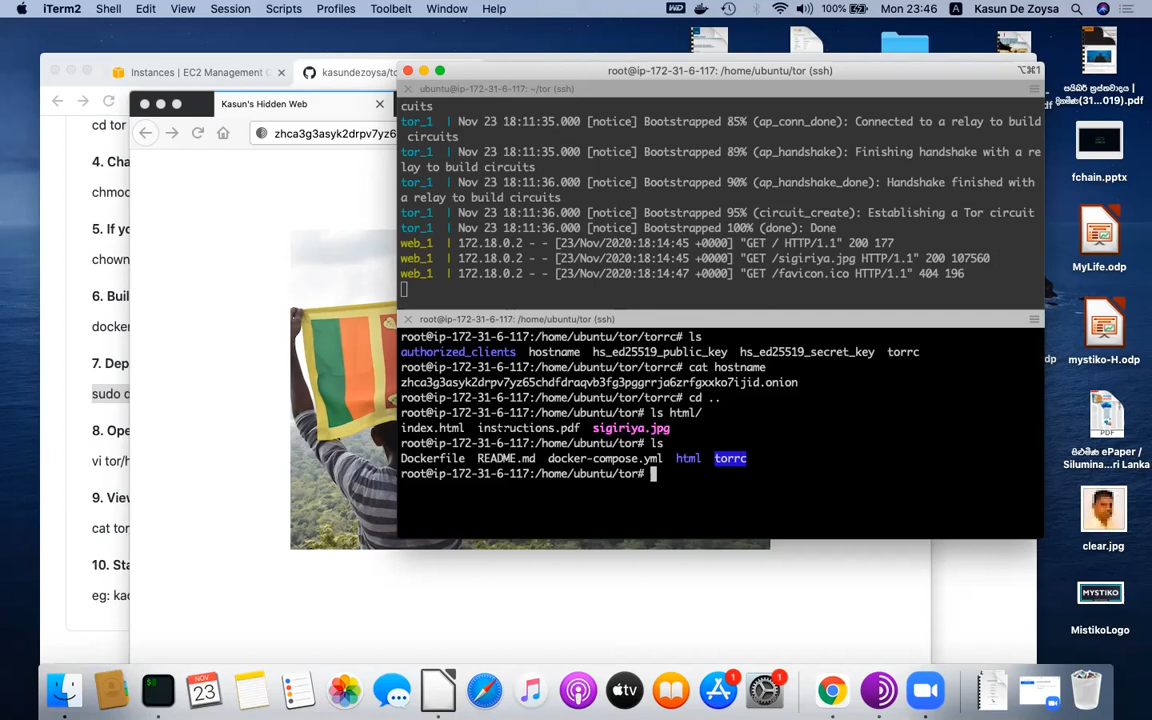 iTerm2 Shell Edit View Session Scripts Profiles Toolbelt Window Help 100% Mon 23:46 A Kasun De Zoysa
Instances | EC2 Management
kasundezoysa/to
root@ip-172-31-6-117: /home/ubuntu/tor (ssh)
⌥⌘1
Kasun's Hidden Web
zhca3g3asyk2drpv7yz6
cd tor
4. Cha
chmoc
5. If yo
chown
6. Buil
docker
7. Dep
sudo c
8. Ope
vi tor/h
9. View
cat tor
10. Sta
eg: kac
ubuntu@ip-172-31-6-117: ~/tor (ssh)
cuits
tor_1 | Nov 23 18:11:35.000 [notice] Bootstrapped 85% (ap_conn_done): Connected to a relay to build
circuits
tor_1 | Nov 23 18:11:35.000 [notice] Bootstrapped 89% (ap_handshake): Finishing handshake with a re
lay to build circuits
tor_1 | Nov 23 18:11:36.000 [notice] Bootstrapped 90% (ap_handshake_done): Handshake finished with
a relay to build circuits
tor_1 | Nov 23 18:11:36.000 [notice] Bootstrapped 95% (circuit_create): Establishing a Tor circuit
tor_1 | Nov 23 18:11:36.000 [notice] Bootstrapped 100% (done): Done
web_1 | 172.18.0.2 - - [23/Nov/2020:18:14:45 +0000] "GET / HTTP/1.1" 200 177
web_1 | 172.18.0.2 - - [23/Nov/2020:18:14:45 +0000] "GET /sigiriya.jpg HTTP/1.1" 200 107560
web_1 | 172.18.0.2 - - [23/Nov/2020:18:14:47 +0000] "GET /favicon.ico HTTP/1.1" 404 196
root@ip-172-31-6-117: /home/ubuntu/tor (ssh)
root@ip-172-31-6-117:/home/ubuntu/tor/torrc# ls
authorized_clients hostname hs_ed25519_public_key hs_ed25519_secret_key torrc
root@ip-172-31-6-117:/home/ubuntu/tor/torrc# cat hostname
zhca3g3asyk2drpv7yz65chdfdraqvb3fg3pggrrja6zrfgxxko7ijid.onion
root@ip-172-31-6-117:/home/ubuntu/tor/torrc# cd ..
root@ip-172-31-6-117:/home/ubuntu/tor# ls html/
index.html instructions.pdf sigiriya.jpg
root@ip-172-31-6-117:/home/ubuntu/tor# ls
Dockerfile README.md docker-compose.yml html torrc
root@ip-172-31-6-117:/home/ubuntu/tor#
(31...019).pdf
fchain.pptx
MyLife.odp
mystiko-H.odp
PDF
ePaper /
Silumina...ri Lanka
clear.jpg
MYSTIKO
MistikoLogo
NOV
23
tv
1
1